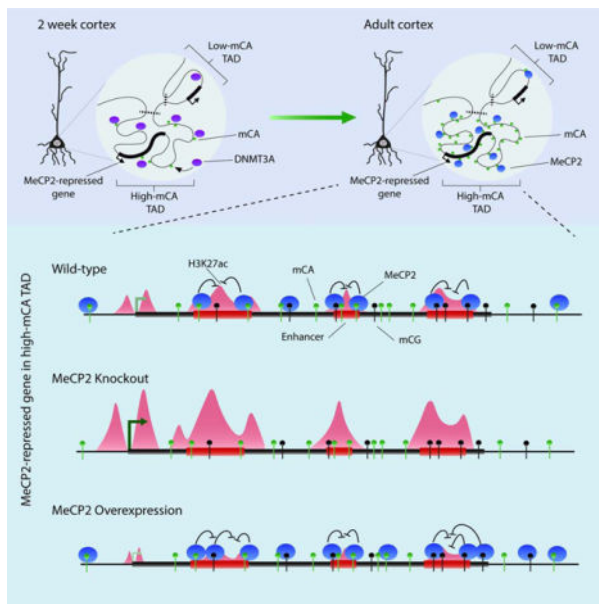 2 week cortex
Adult cortex
Low-mCA
TAD
Low-mCA
TAD
mCA
DNMT3A
MeCP2-repressed
gene
High-mCA
TAD
mCA
MeCP2
MeCP2-repressed
gene
High-mCA
TAD
MeCP2-repressed gene in high-mCA TAD
Wild-type
H3K27ac
mCA
MeCP2
Enhancer
mCG
MeCP2 Knockout
MeCP2 Overexpression